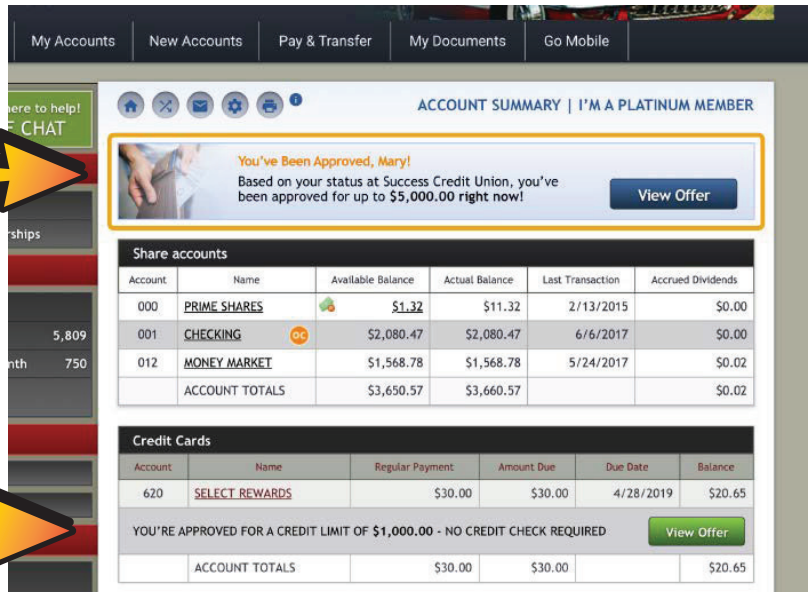 My Accounts New Accounts Pay & Transfer My Documents Go Mobile
here to help!
CHAT
ACCOUNT SUMMARY | I'M A PLATINUM MEMBER
You've Been Approved, Mary!
Based on your status at Success Credit Union, you've
been approved for up to $5,000.00 right now!
View Offer
rships
5,809
nth 750
Share accounts
Account Name Available Balance Actual Balance Last Transaction Accrued Dividends
000 PRIME SHARES $1.32 $11.32 2/13/2015 $0.00
001 CHECKING OC $2,080.47 $2,080.47 6/6/2017 $0.00
012 MONEY MARKET $1,568.78 $1,568.78 5/24/2017 $0.02
ACCOUNT TOTALS $3,650.57 $3,660.57 $0.02
Credit Cards
Account Name Regular Payment Amount Due Due Date Balance
620 SELECT REWARDS $30.00 $30.00 4/28/2019 $20.65
YOU'RE APPROVED FOR A CREDIT LIMIT OF $1,000.00 - NO CREDIT CHECK REQUIRED View Offer
ACCOUNT TOTALS $30.00 $30.00 $20.65